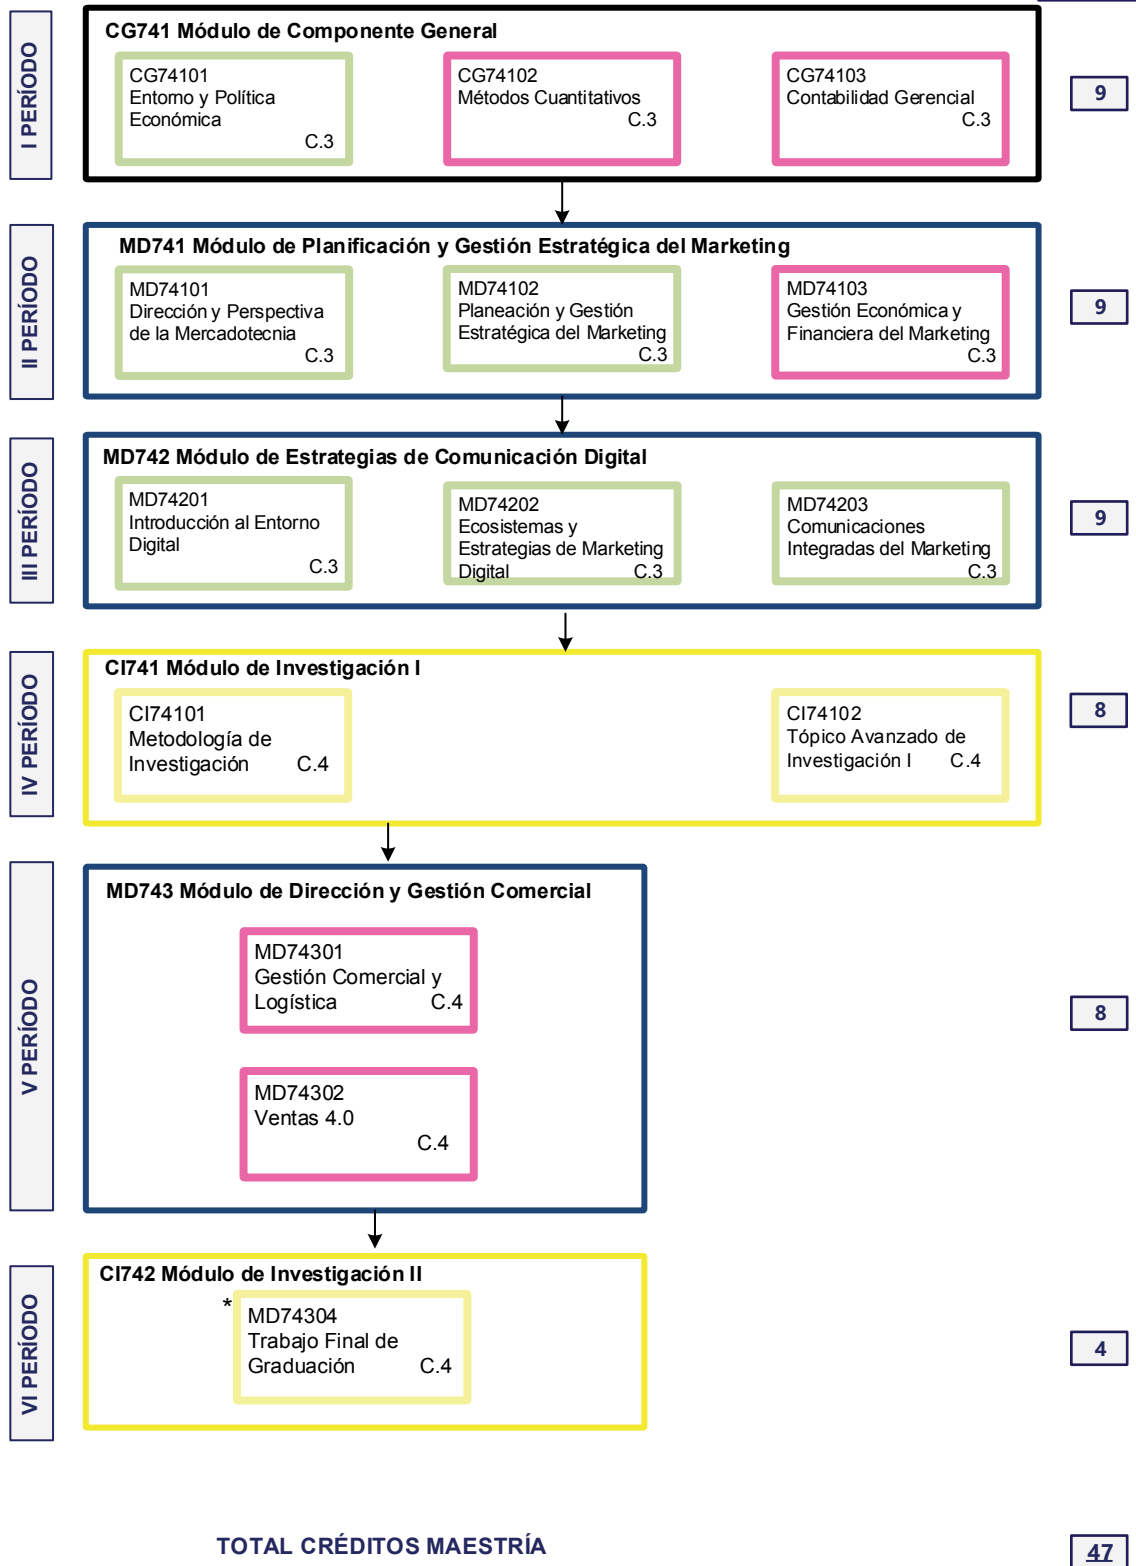 I PERÍODO
CG741 Módulo de Componente General
CG74101
Entorno y Política
Económica
C.3
CG74102
Métodos Cuantitativos
C.3
CG74103
Contabilidad Gerencial
C.3
9
II PERÍODO
MD741 Módulo de Planificación y Gestión Estratégica del Marketing
MD74101
Dirección y Perspectiva
de la Mercadotecnia
C.3
MD74102
Planeación y Gestión
Estratégica del Marketing
C.3
MD74103
Gestión Económica y
Financiera del Marketing
C.3
9
III PERÍODO
MD742 Módulo de Estrategias de Comunicación Digital
MD74201
Introducción al Entorno
Digital
C.3
MD74202
Ecosistemas y
Estrategias de Marketing
Digital C.3
MD74203
Comunicaciones
Integradas del Marketing
C.3
9
IV PERÍODO
CI741 Módulo de Investigación I
CI74101
Metodología de
Investigación C.4
CI74102
Tópico Avanzado de
Investigación I C.4
8
V PERÍODO
MD743 Módulo de Dirección y Gestión Comercial
MD74301
Gestión Comercial y
Logística C.4
MD74302
Ventas 4.0
C.4
8
VI PERÍODO
CI742 Módulo de Investigación II
*
MD74304
Trabajo Final de
Graduación C.4
4
TOTAL CRÉDITOS MAESTRÍA
47